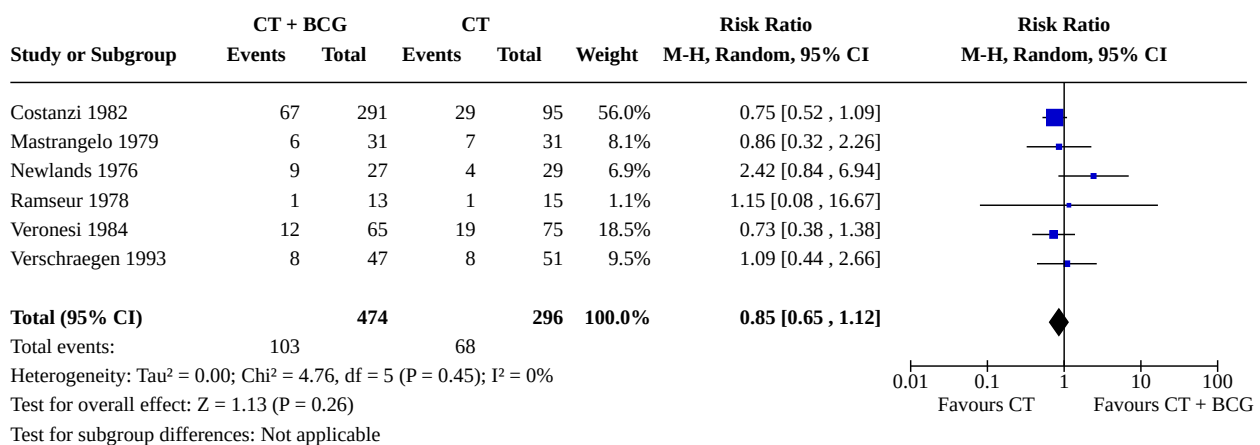 CT + BCG CT Risk Ratio Risk Ratio
Study or Subgroup Events Total Events Total Weight M-H, Random, 95% CI M-H, Random, 95% CI
Costanzi 1982 67 291 29 95 56.0% 0.75 [0.52 , 1.09]
Mastrangelo 1979 6 31 7 31 8.1% 0.86 [0.32 , 2.26]
Newlands 1976 9 27 4 29 6.9% 2.42 [0.84 , 6.94]
Ramseur 1978 1 13 1 15 1.1% 1.15 [0.08 , 16.67]
Veronesi 1984 12 65 19 75 18.5% 0.73 [0.38 , 1.38]
Verschraegen 1993 8 47 8 51 9.5% 1.09 [0.44 , 2.66]
Total (95% CI) 474 296 100.0% 0.85 [0.65 , 1.12]
Total events: 103 68
Heterogeneity: Tau² = 0.00; Chi² = 4.76, df = 5 (P = 0.45); I² = 0%
0.01 0.1 1 10 100
Test for overall effect: Z = 1.13 (P = 0.26) Favours CT Favours CT + BCG
Test for subgroup differences: Not applicable